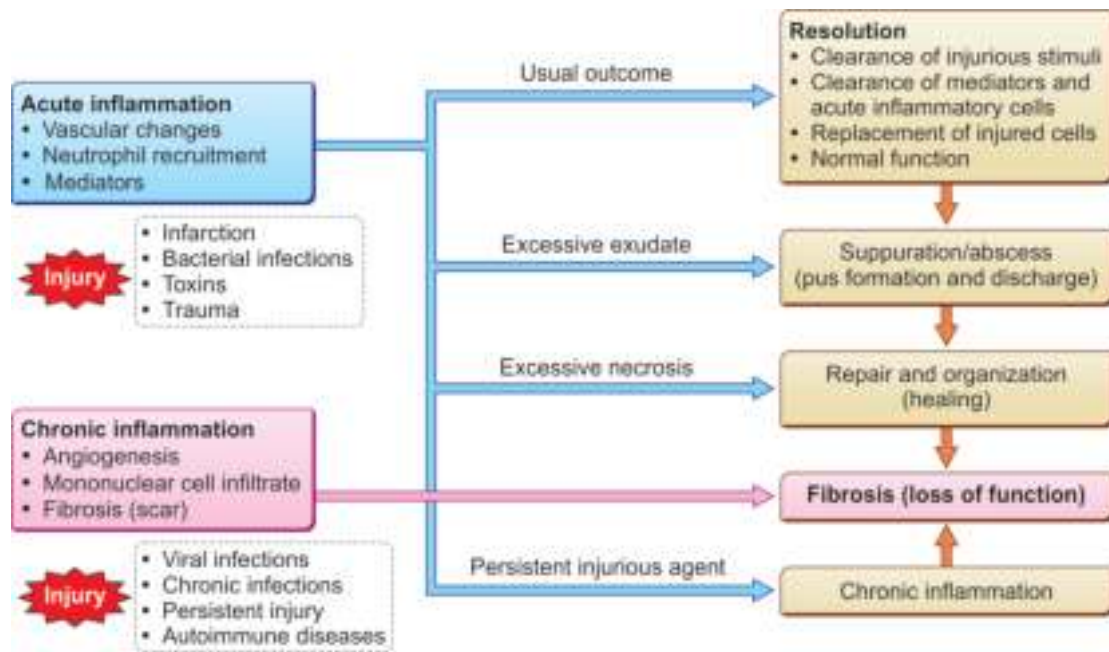 Acute inflammation
• Vascular changes
• Neutrophil recruitment
• Mediators
Injury
• Infarction
• Bacterial infections
• Toxins
• Trauma
Chronic inflammation
• Angiogenesis
• Mononuclear cell infiltrate
• Fibrosis (scar)
Injury
• Viral infections
• Chronic infections
• Persistent injury
• Autoimmune diseases
Usual outcome
Excessive exudate
Excessive necrosis
Persistent injurious agent
Resolution
• Clearance of injurious stimuli
• Clearance of mediators and
acute inflammatory cells
• Replacement of injured cells
• Normal function
Suppuration/abscess
(pus formation and discharge)
Repair and organization
(healing)
Fibrosis (loss of function)
Chronic inflammation